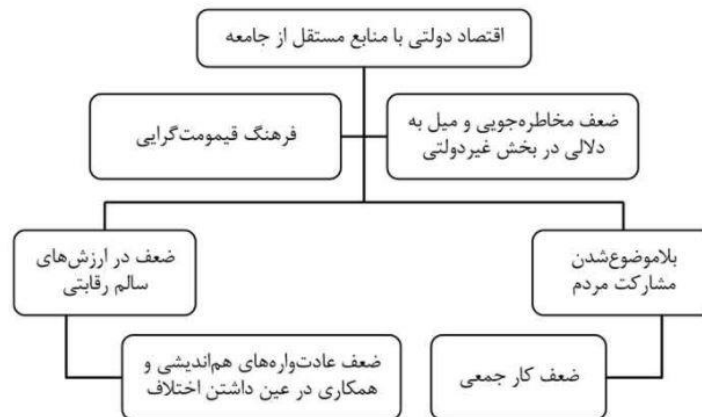 اقتصاد دولتی با منابع مستقل از جامعه
ضعف مخاطره‌جویی و میل به
دلالی در بخش غیردولتی
فرهنگ قیمومت‌گرایی
بلاموضوع‌شدن
مشارکت مردم
ضعف در ارزش‌های
سالم رقابتی
ضعف کار جمعی
ضعف عادت‌واره‌های هم‌اندیشی و
همکاری در عین داشتن اختلاف